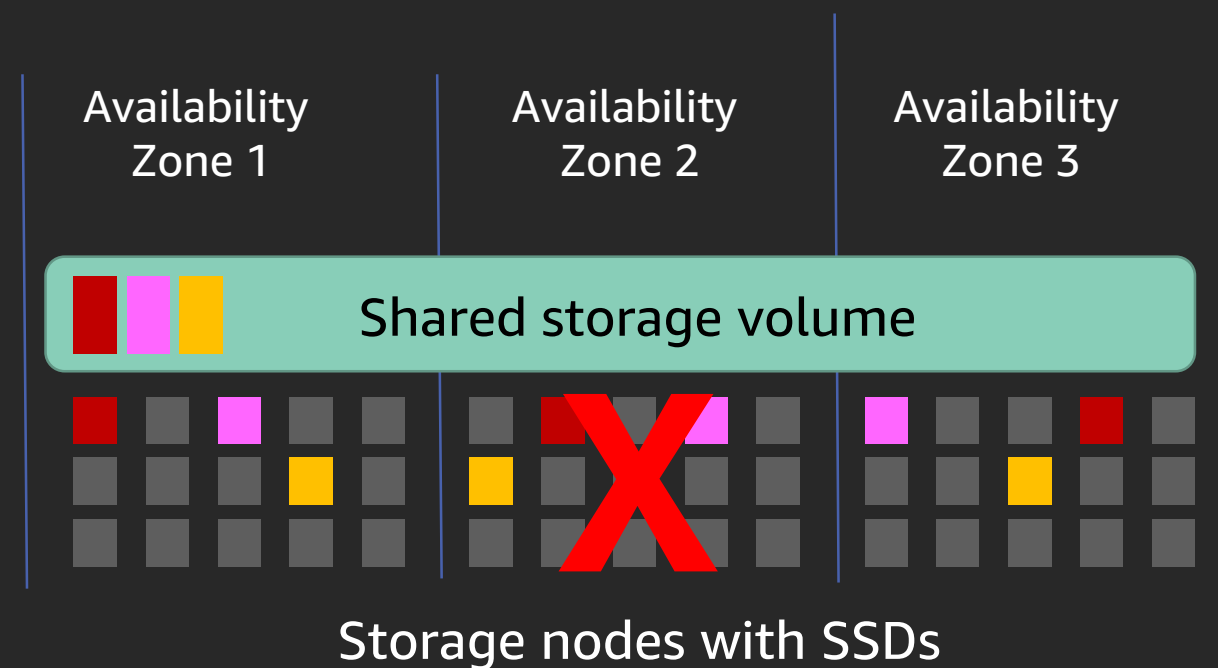 Availability
Zone 1
Availability
Zone 2
Availability
Zone 3
Shared storage volume
X
Storage nodes with SSDs